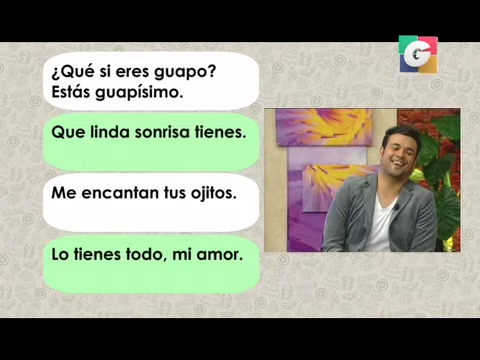 G
¿Qué si eres guapo?
Estás guapísimo.
Que linda sonrisa tienes.
Me encantan tus ojitos.
Lo tienes todo, mi amor.